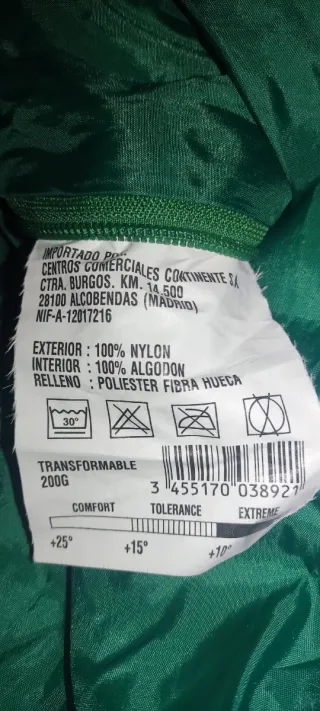 IMPORTADO POR
CENTROS COMERCIALES CONTINENTE S.A
CTRA. BURGOS. KM. 14,500
28100 ALCOBENDAS (MADRID)
NIF-A-12017216
EXTERIOR : 100% NYLON
INTERIOR : 100% ALGODON
RELLENO : POLIESTER FIBRA HUECA
30°
TRANSFORMABLE
200G
3 455170 038921
COMFORT TOLERANCE EXTREME
+25° +15° +10°